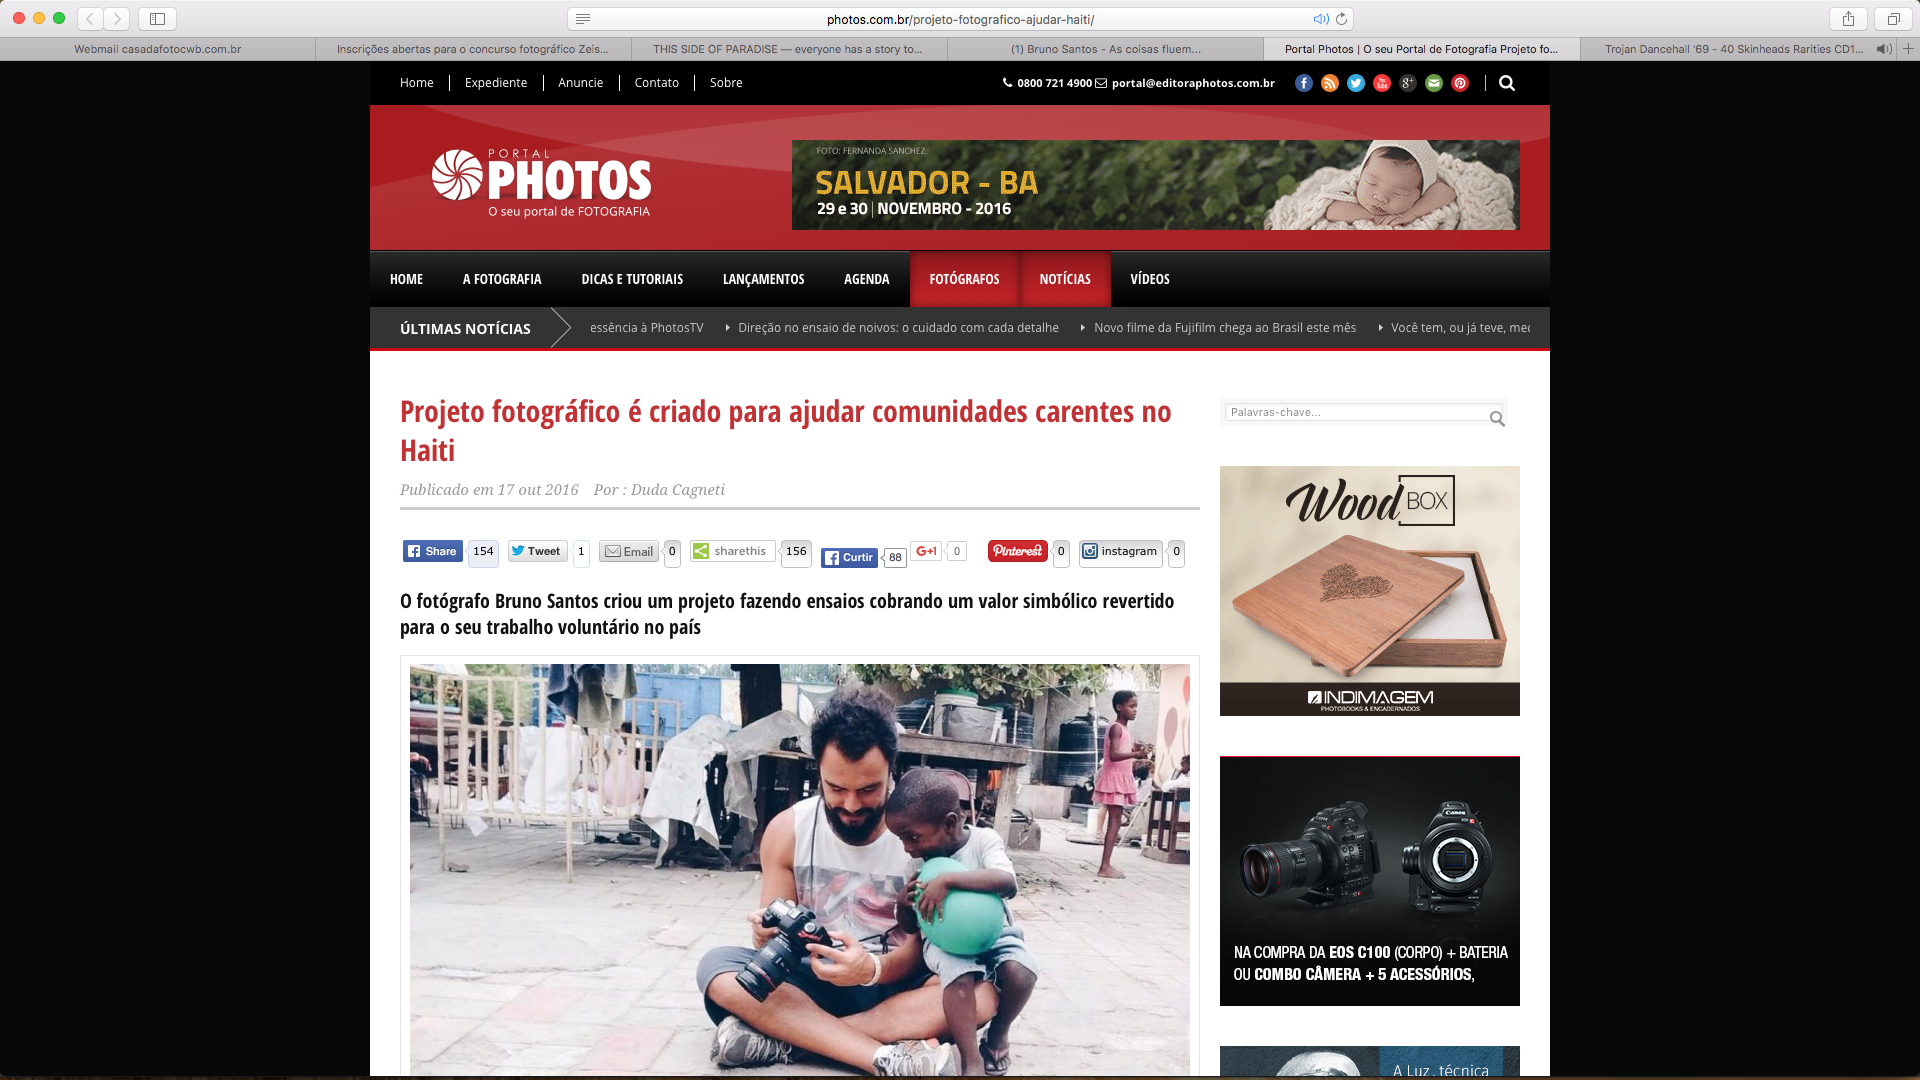 photos.com.br/projeto-fotografico-ajudar-haiti/
Webmail casadafotocwb.com.br
Inscrições abertas para o concurso fotográfico Zeis...
THIS SIDE OF PARADISE — everyone has a story to...
(1) Bruno Santos - As coisas fluem...
Portal Photos | O seu Portal de Fotografia Projeto fo...
Trojan Dancehall '69 - 40 Skinheads Rarities CD1...
Home
Expediente
Anuncie
Contato
Sobre
0800 721 4900
portal@editoraphotos.com.br
PORTAL
PHOTOS
O seu portal de FOTOGRAFIA
FOTO: FERNANDA SANCHEZ
SALVADOR - BA
29 e 30 | NOVEMBRO - 2016
HOME
A FOTOGRAFIA
DICAS E TUTORIAIS
LANÇAMENTOS
AGENDA
FOTÓGRAFOS
NOTÍCIAS
VÍDEOS
ÚLTIMAS NOTÍCIAS
essência à PhotosTV
Direção no ensaio de noivos: o cuidado com cada detalhe
Novo filme da Fujifilm chega ao Brasil este mês
Você tem, ou já teve, med
Projeto fotográfico é criado para ajudar comunidades carentes no
Haiti
Publicado em 17 out 2016 Por : Duda Cagneti
Share 154
Tweet 1
Email 0
sharethis 156
Curtir 88
G+1 0
Pinterest 0
instagram 0
O fotógrafo Bruno Santos criou um projeto fazendo ensaios cobrando um valor simbólico revertido
para o seu trabalho voluntário no país
Palavras-chave...
Wood BOX
INDIMAGEM
PHOTOBOOKS & ENCADERNADOS
NA COMPRA DA EOS C100 (CORPO) + BATERIA
OU COMBO CÂMERA + 5 ACESSÓRIOS,
A Luz, técnica